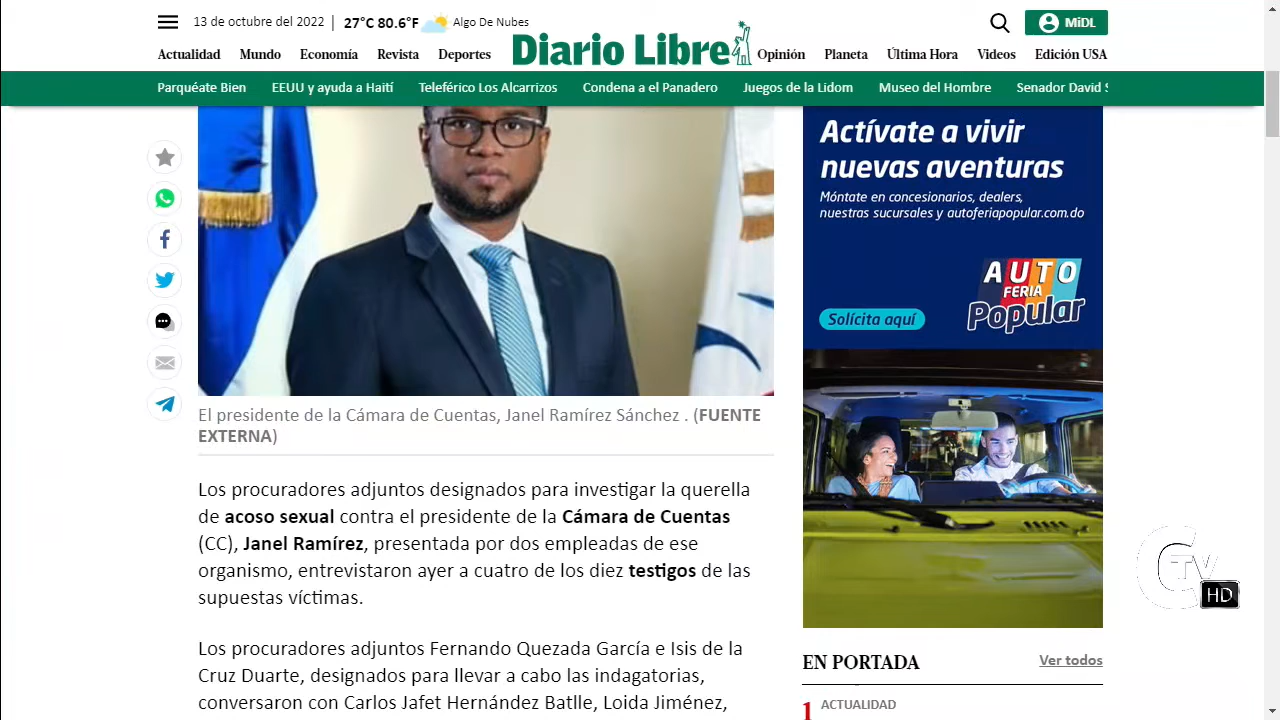 13 de octubre del 2022
27°C 80.6°F
Algo De Nubes
MiDL
Actualidad
Mundo
Economía
Revista
Deportes
Diario Libre
Opinión
Planeta
Última Hora
Videos
Edición USA
Parquéate Bien
EEUU y ayuda a Haití
Teleférico Los Alcarrizos
Condena a el Panadero
Juegos de la Lidom
Museo del Hombre
Senador David
Actívate a vivir
nuevas aventuras
Móntate en concesionarios, dealers,
nuestras sucursales y autoferiapopular.com.do
AUTO
FERIA
Popular
Solícita aquí
El presidente de la Cámara de Cuentas, Janel Ramírez Sánchez . (FUENTE
EXTERNA)
Los procuradores adjuntos designados para investigar la querella
de acoso sexual contra el presidente de la Cámara de Cuentas
(CC), Janel Ramírez, presentada por dos empleadas de ese
organismo, entrevistaron ayer a cuatro de los diez testigos de las
supuestas víctimas.
Los procuradores adjuntos Fernando Quezada García e Isis de la
Cruz Duarte, designados para llevar a cabo las indagatorias,
conversaron con Carlos Jafet Hernández Batlle, Loida Jiménez,
CTV
HD
EN PORTADA
Ver todos
1
ACTUALIDAD